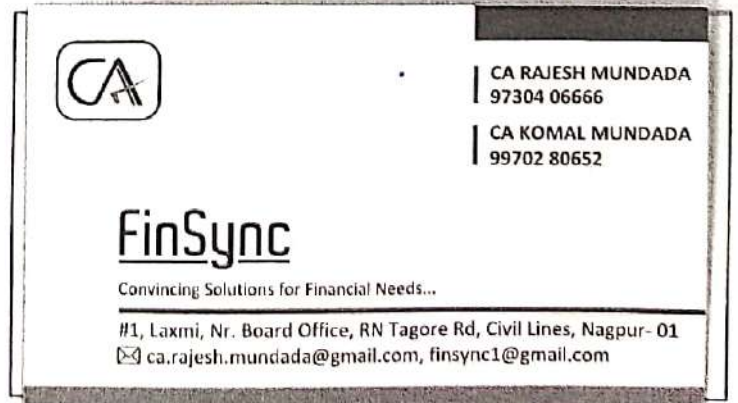 CA
CA RAJESH MUNDADA
97304 06666
CA KOMAL MUNDADA
99702 80652
FinSync
Convincing Solutions for Financial Needs...
#1, Laxmi, Nr. Board Office, RN Tagore Rd, Civil Lines, Nagpur- 01
ca.rajesh.mundada@gmail.com, finsync1@gmail.com